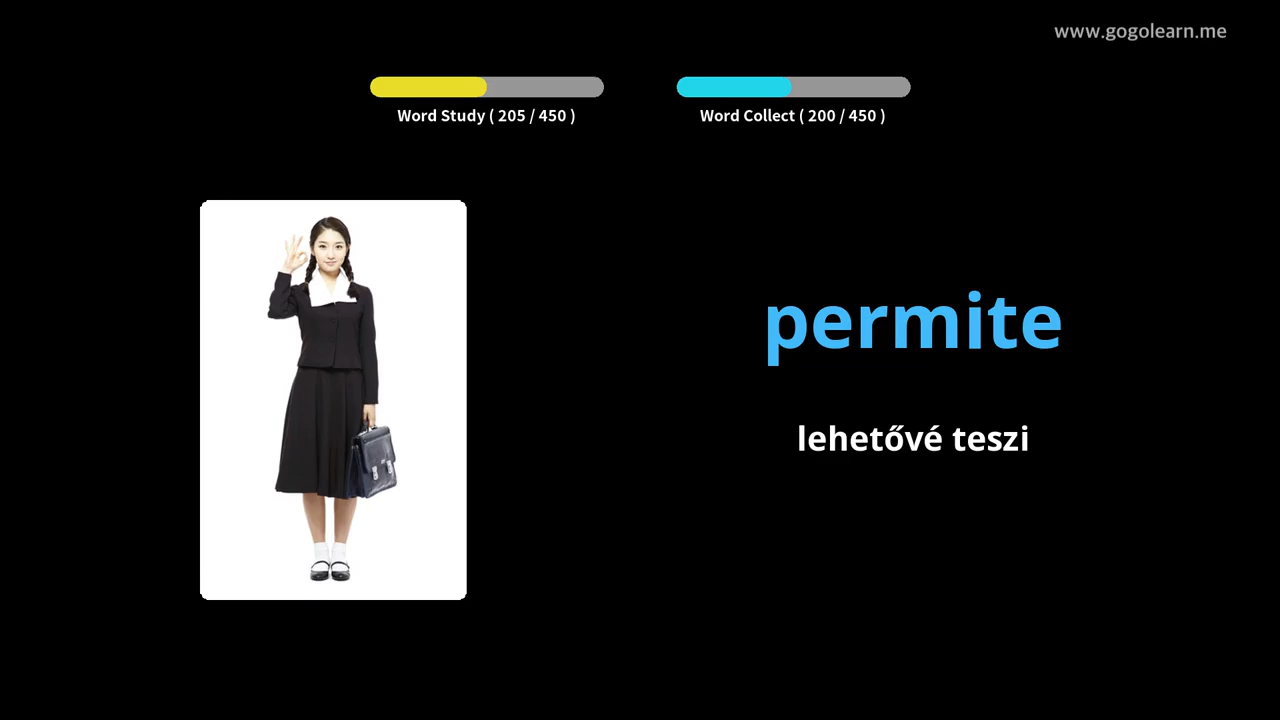 www.gogolearn.me
Word Study ( 205 / 450 )
Word Collect ( 200 / 450 )
permite
lehetővé teszi